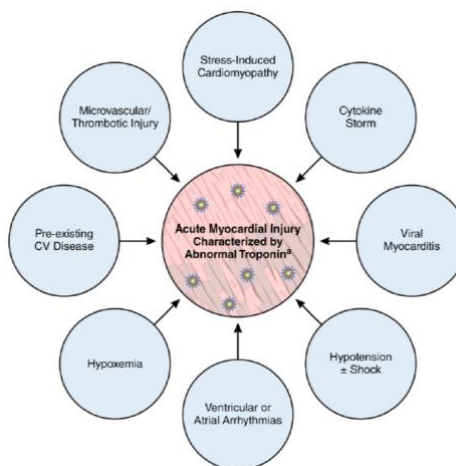 Stress-Induced
Cardiomyopathy
Cytokine
Storm
Viral
Myocarditis
Hypotension
± Shock
Ventricular or
Atrial Arrhythmias
Hypoxemia
Pre-existing
CV Disease
Microvascular/
Thrombotic Injury
Acute Myocardial Injury
Characterized by
Abnormal Troponinª